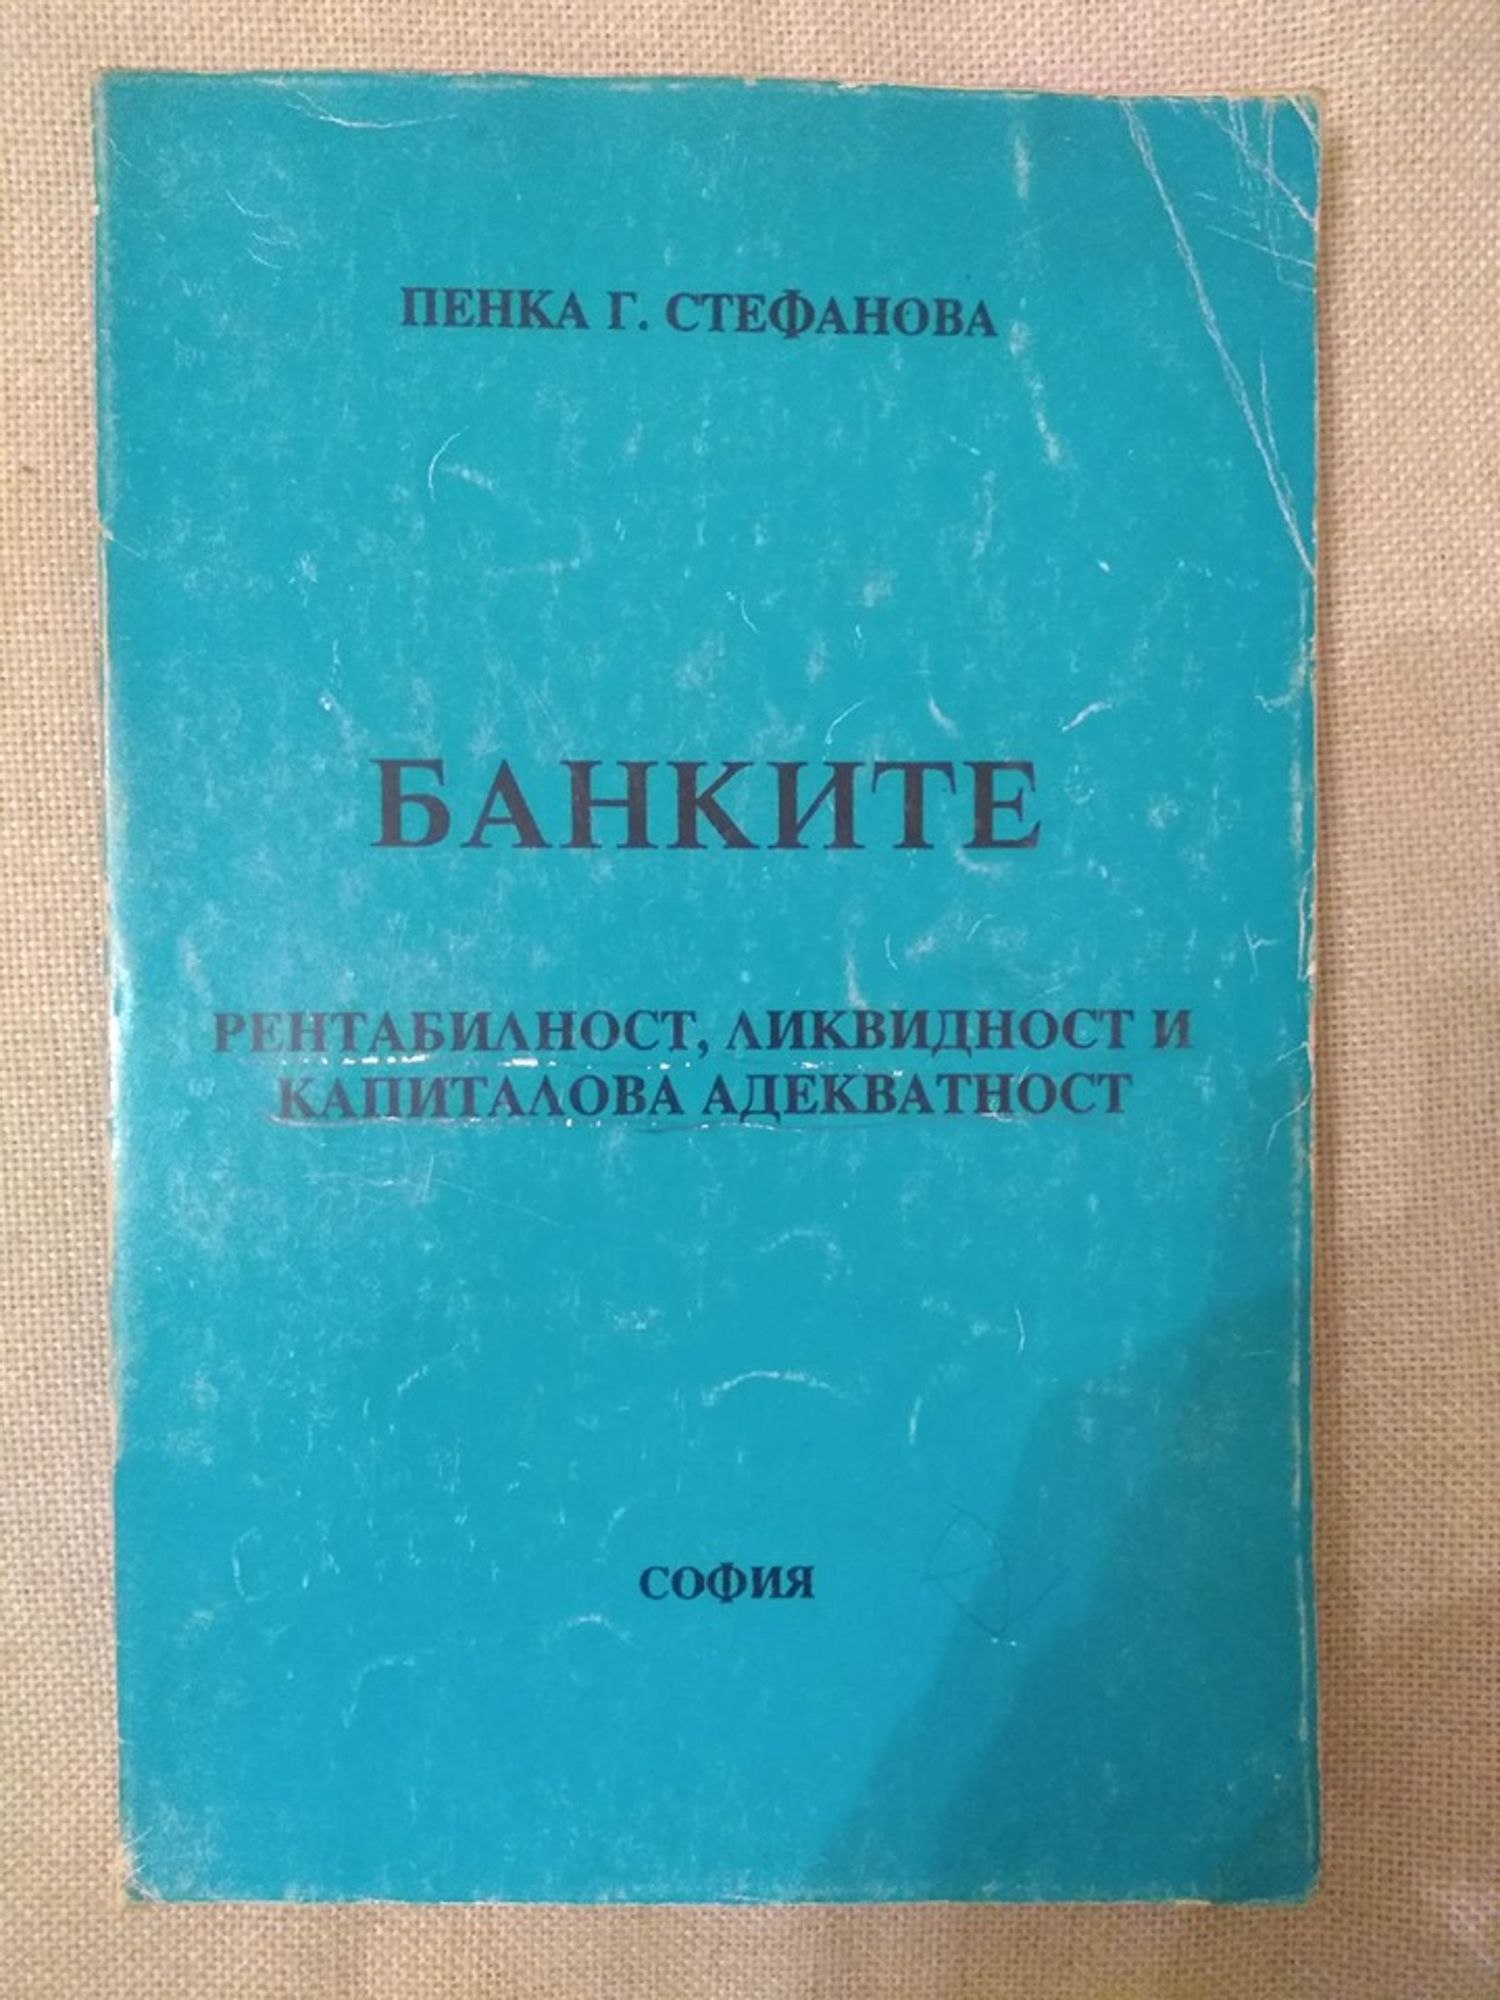 ПЕНКА Г. СТЕФАНОВА
БАНКИТЕ
РЕНТАБИЛНОСТ, ЛИКВИДНОСТ И
КАПИТАЛОВА АДЕКВАТНОСТ
СОФИЯ